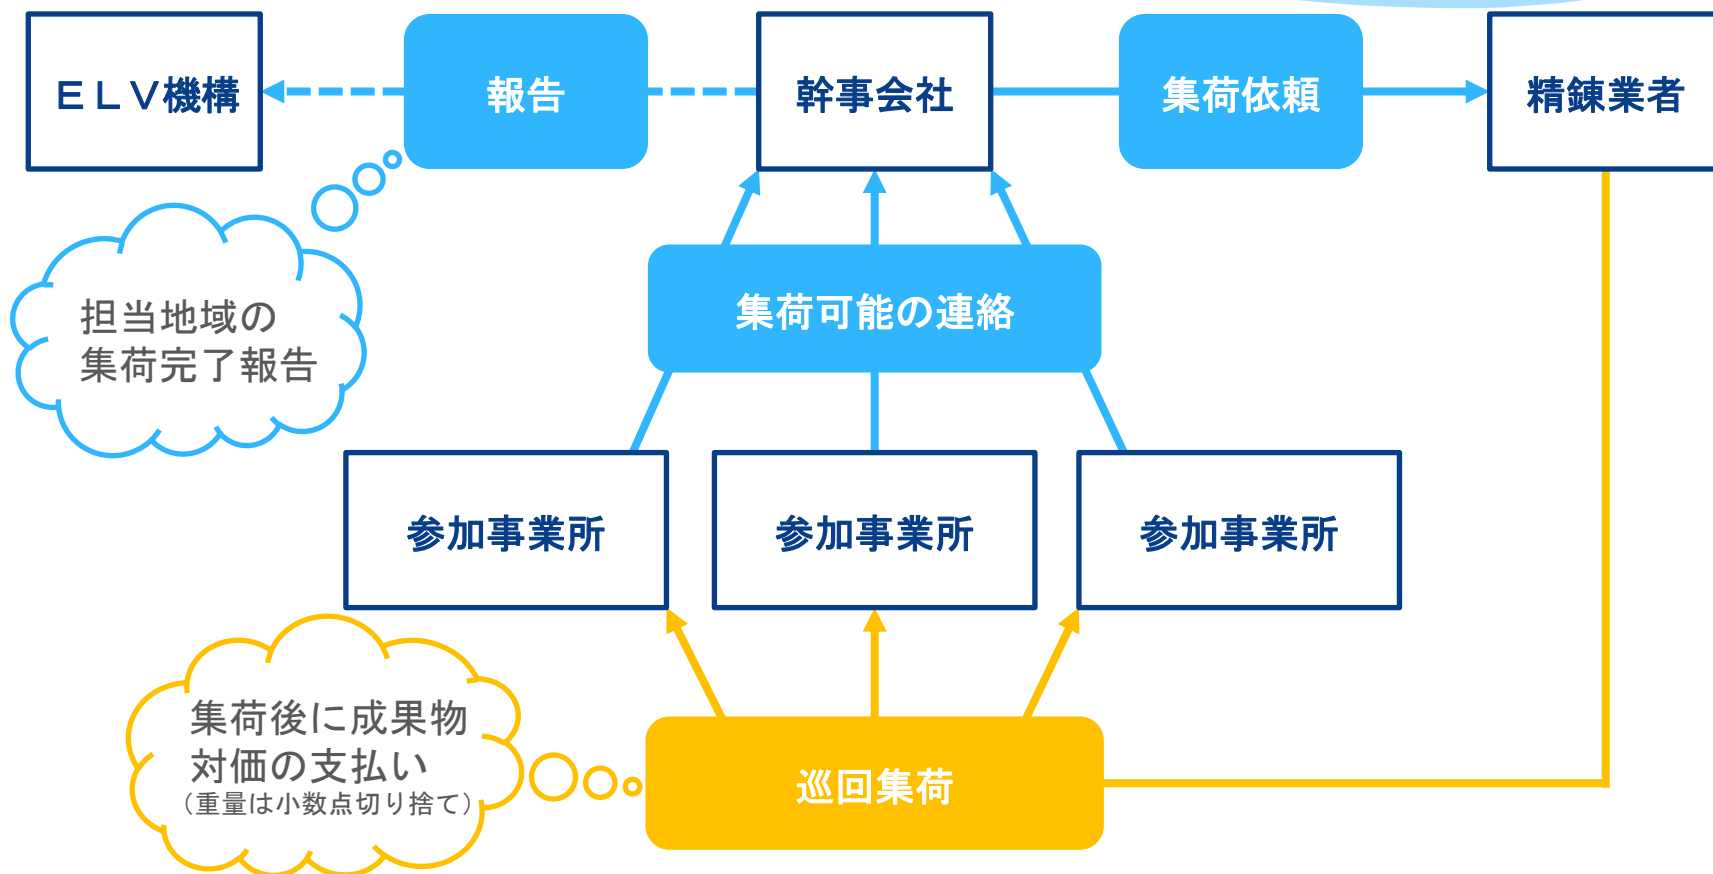 ＥＬＶ機構
報告
幹事会社
集荷依頼
精錬業者
担当地域の
集荷完了報告
集荷可能の連絡
参加事業所
参加事業所
参加事業所
集荷後に成果物
対価の支払い
（重量は小数点切り捨て）
巡回集荷